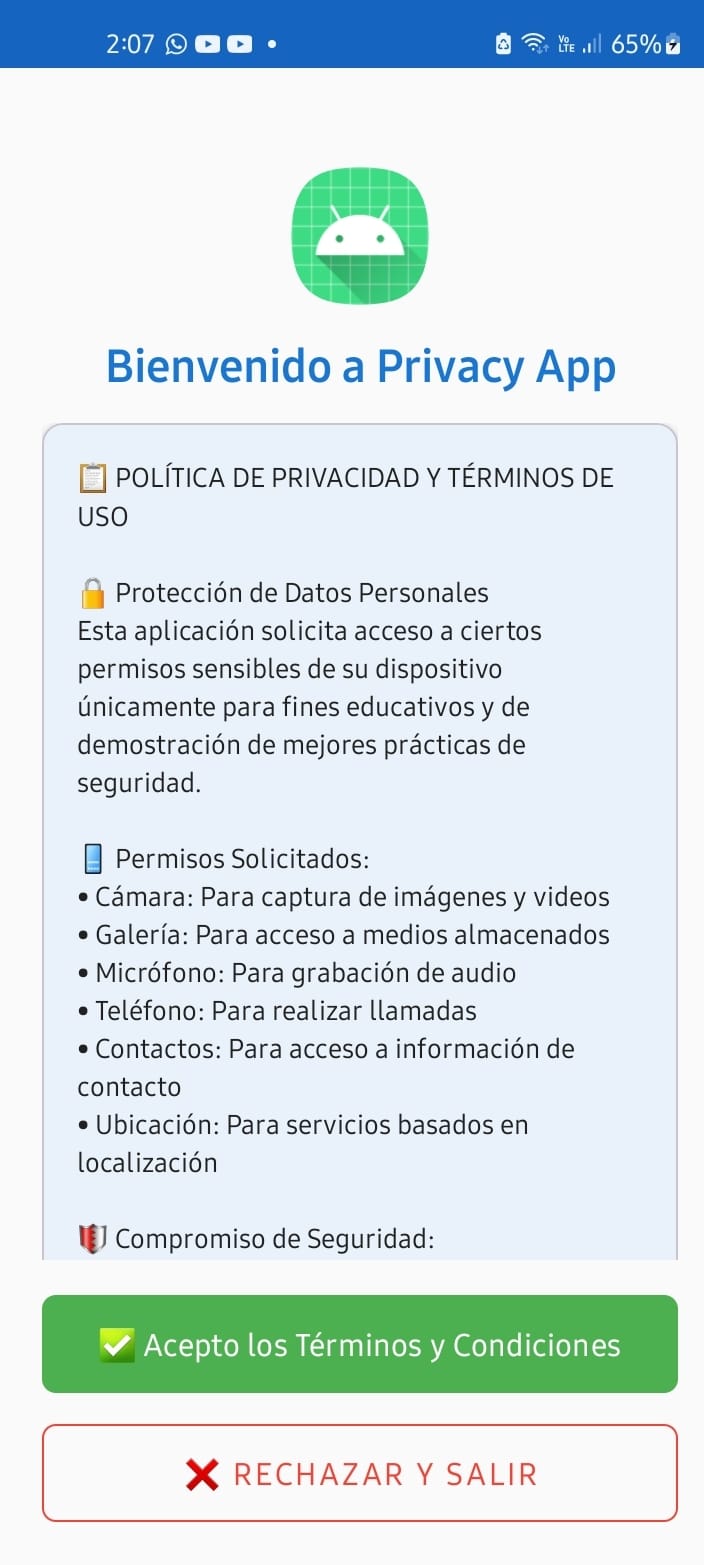 2:07
Vo
LTE
65%
Bienvenido a Privacy App
📋 POLÍTICA DE PRIVACIDAD Y TÉRMINOS DE
USO
🔒 Protección de Datos Personales
Esta aplicación solicita acceso a ciertos
permisos sensibles de su dispositivo
únicamente para fines educativos y de
demostración de mejores prácticas de
seguridad.
📱 Permisos Solicitados:
• Cámara: Para captura de imágenes y videos
• Galería: Para acceso a medios almacenados
• Micrófono: Para grabación de audio
• Teléfono: Para realizar llamadas
• Contactos: Para acceso a información de
contacto
• Ubicación: Para servicios basados en
localización
🛡️ Compromiso de Seguridad:
✅ Acepto los Términos y Condiciones
❌ RECHAZAR Y SALIR